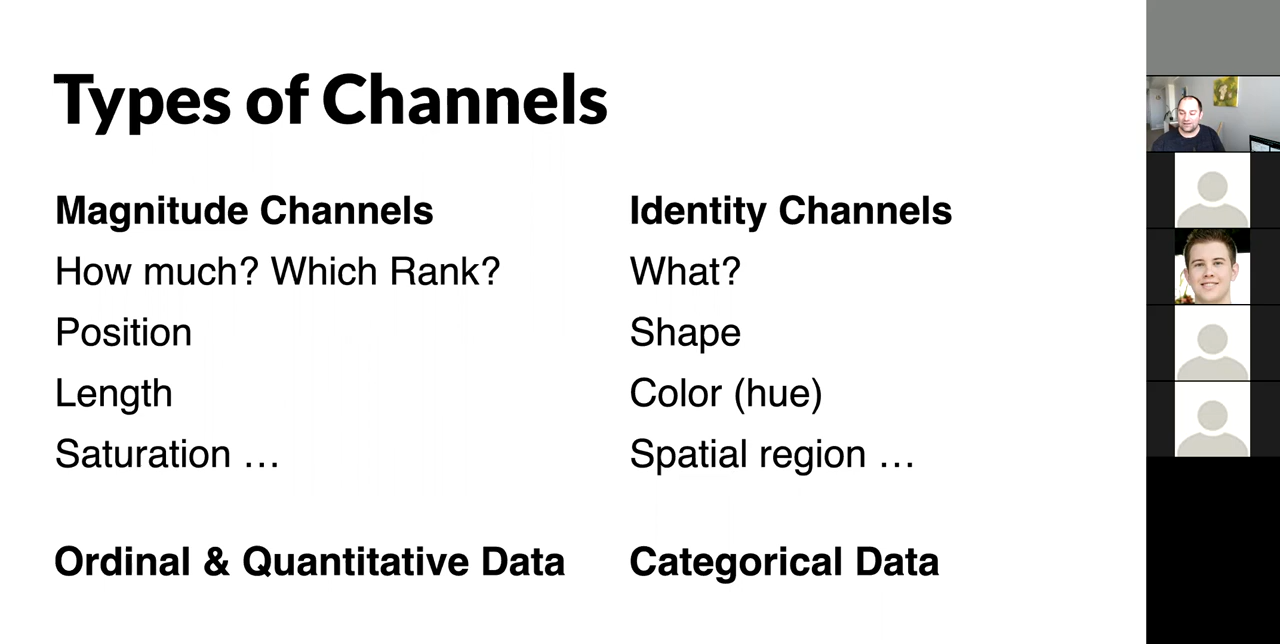 Types of Channels
Magnitude Channels
How much? Which Rank?
Position
Length
Saturation …
Ordinal & Quantitative Data
Identity Channels
What?
Shape
Color (hue)
Spatial region …
Categorical Data